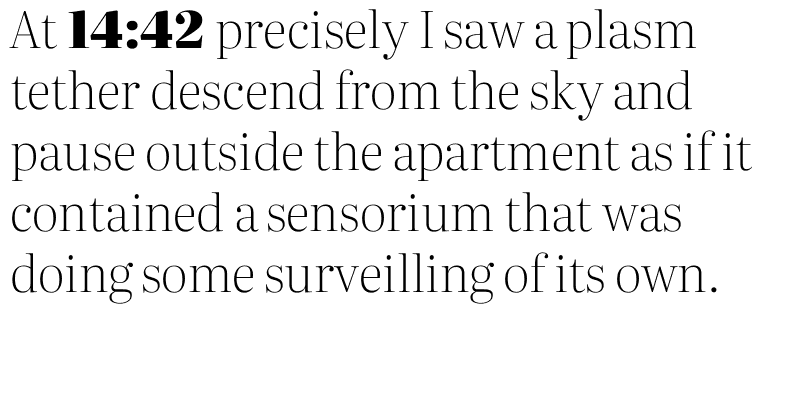 At 14:42 precisely I saw a plasm
tether descend from the sky and
pause outside the apartment as if it
contained a sensorium that was
doing some surveilling of its own.